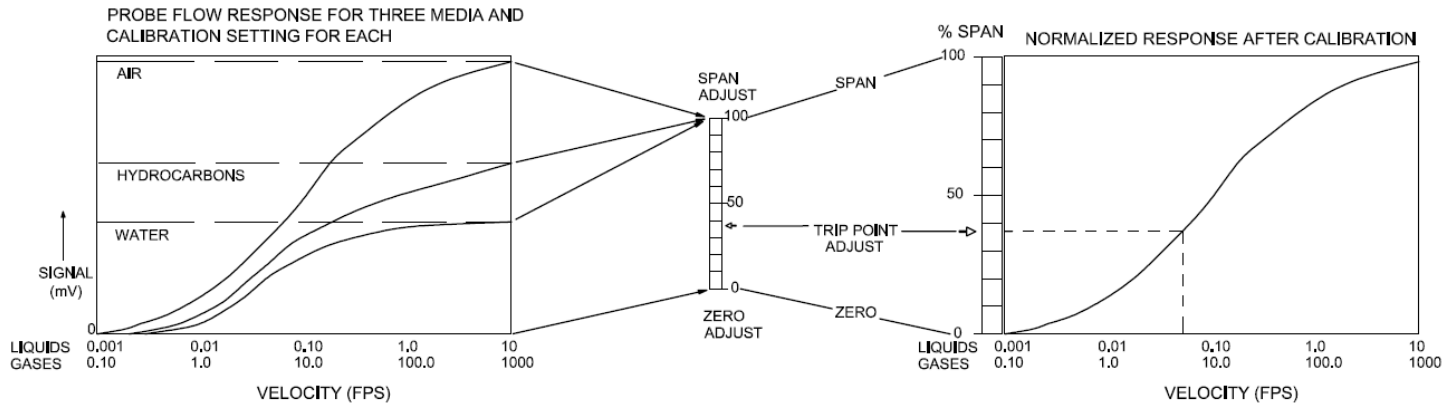 PROBE FLOW RESPONSE FOR THREE MEDIA AND
CALIBRATION SETTING FOR EACH
AIR
HYDROCARBONS
WATER
SIGNAL
(mV)
0
LIQUIDS 0.001 0.01 0.10 1.0 10
GASES 0.10 1.0 10.0 100.0 1000
VELOCITY (FPS)
SPAN
ADJUST
100
50
0
ZERO
ADJUST
SPAN
TRIP POINT
ADJUST
ZERO
% SPAN
NORMALIZED RESPONSE AFTER CALIBRATION
100
50
0
LIQUIDS 0.001 0.01 0.10 1.0 10
GASES 0.10 1.0 10.0 100.0 1000
VELOCITY (FPS)